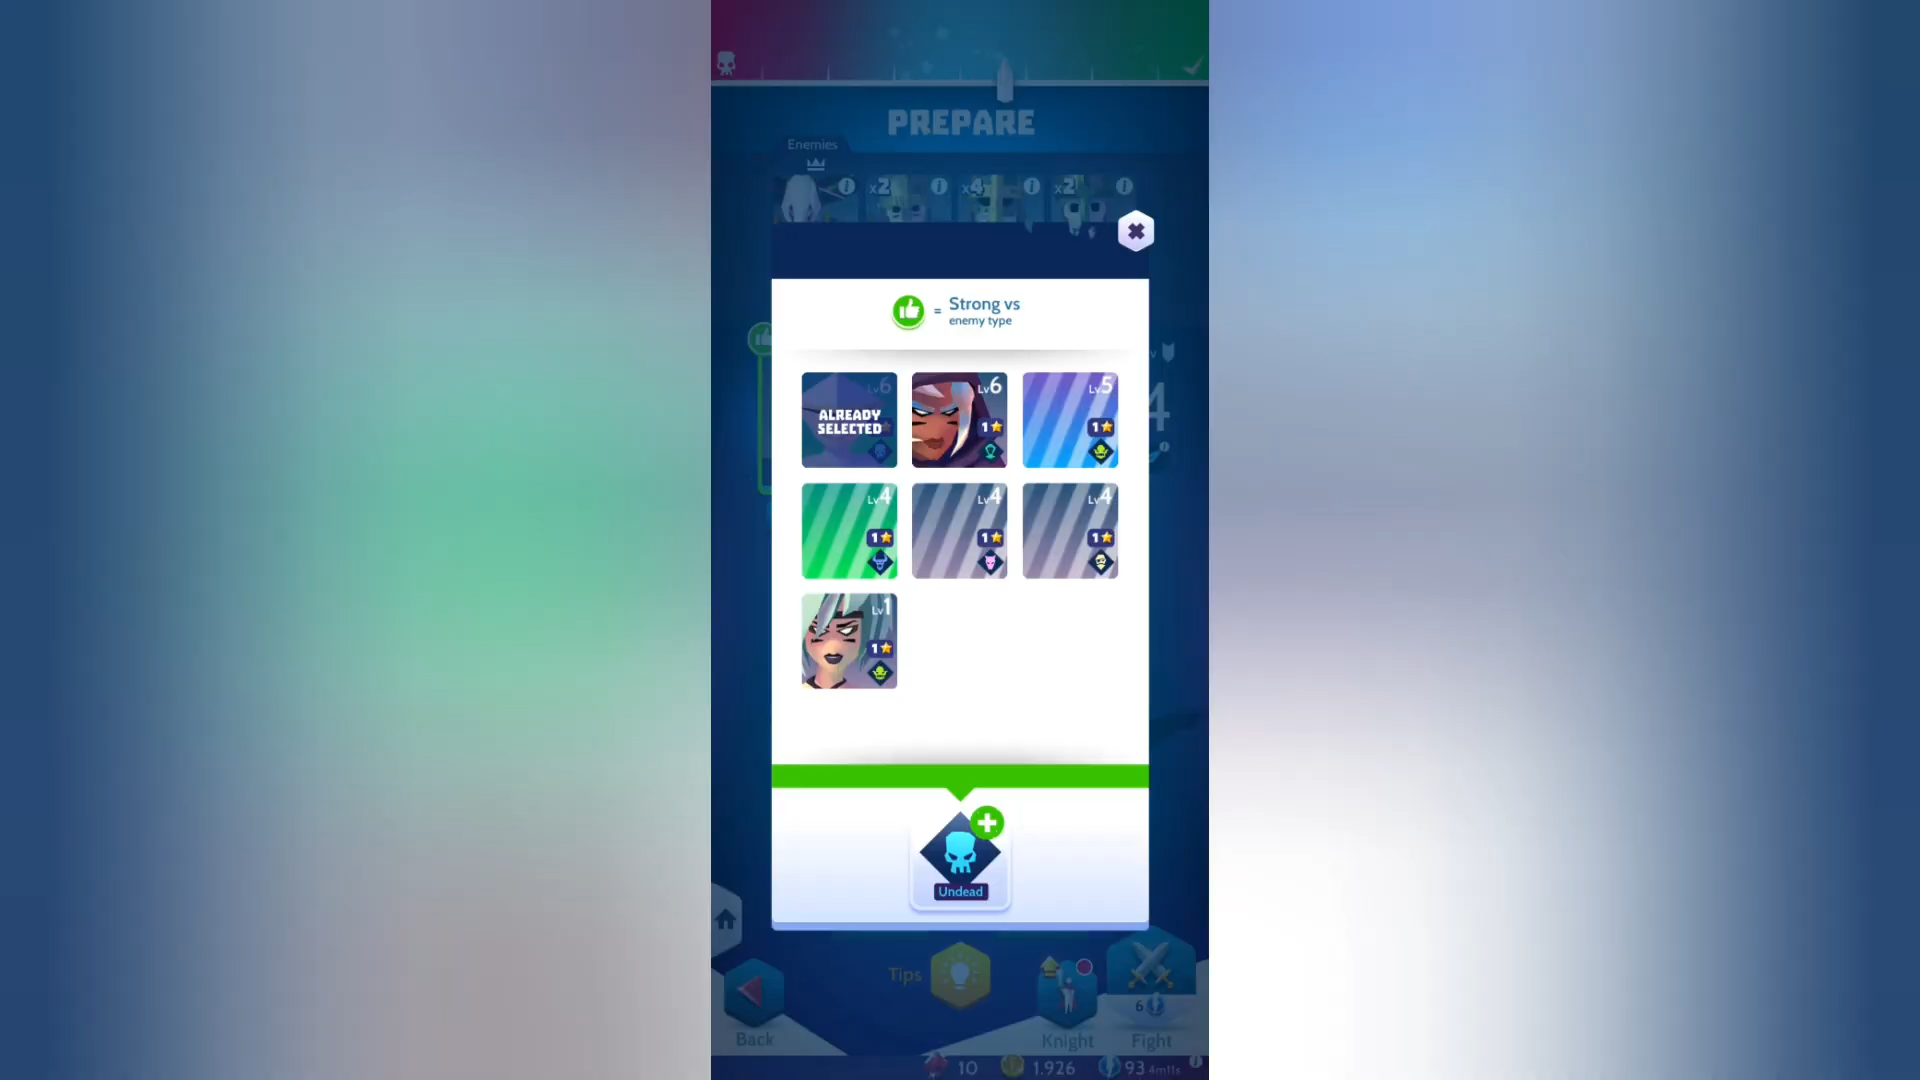 PREPARE
Enemies
x2
x4
x2
= Strong vs
enemy type
Lv6
ALREADY
SELECTED
Lv6
1
Lv5
1
4
Lv4
1
Lv4
1
Lv4
1
Lv1
1
Undead
Tips
6
Back
Knight
Fight
10
1.926
93